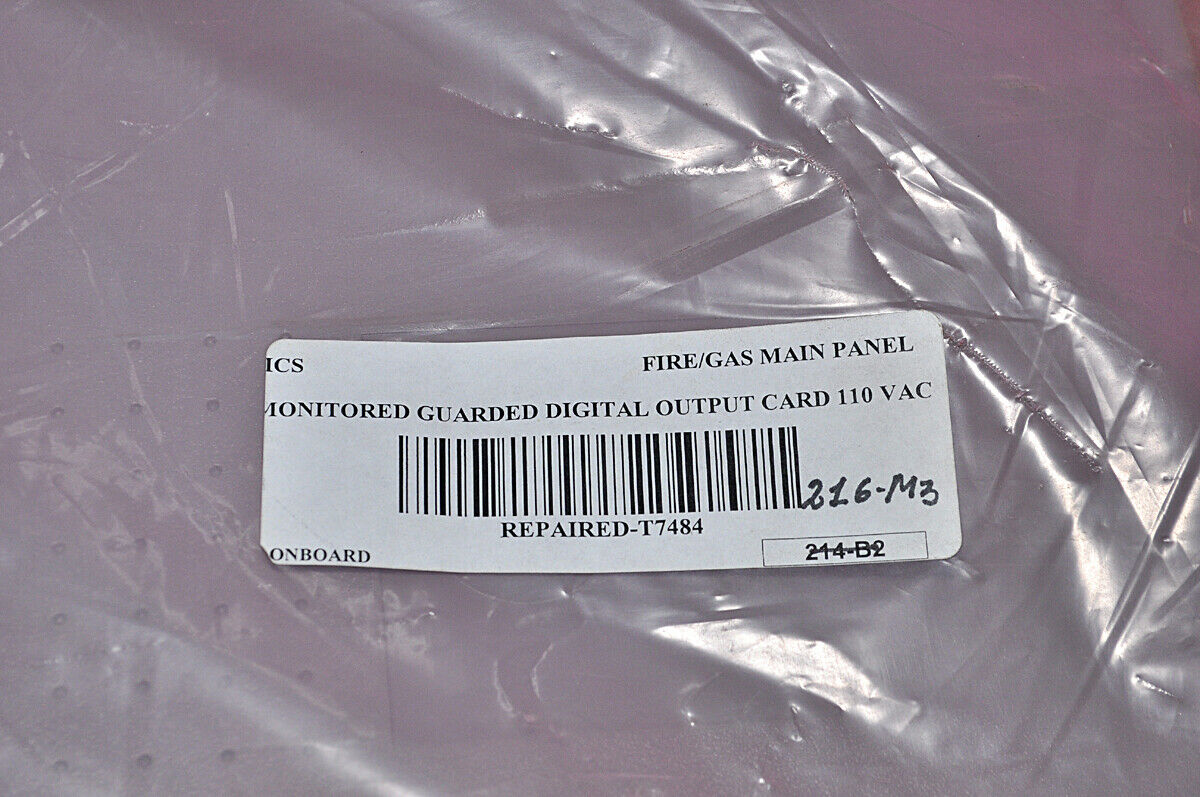 ICS FIRE/GAS MAIN PANEL
MONITORED GUARDED DIGITAL OUTPUT CARD 110 VAC
216-M3
REPAIRED-T7484
ONBOARD 214-B2